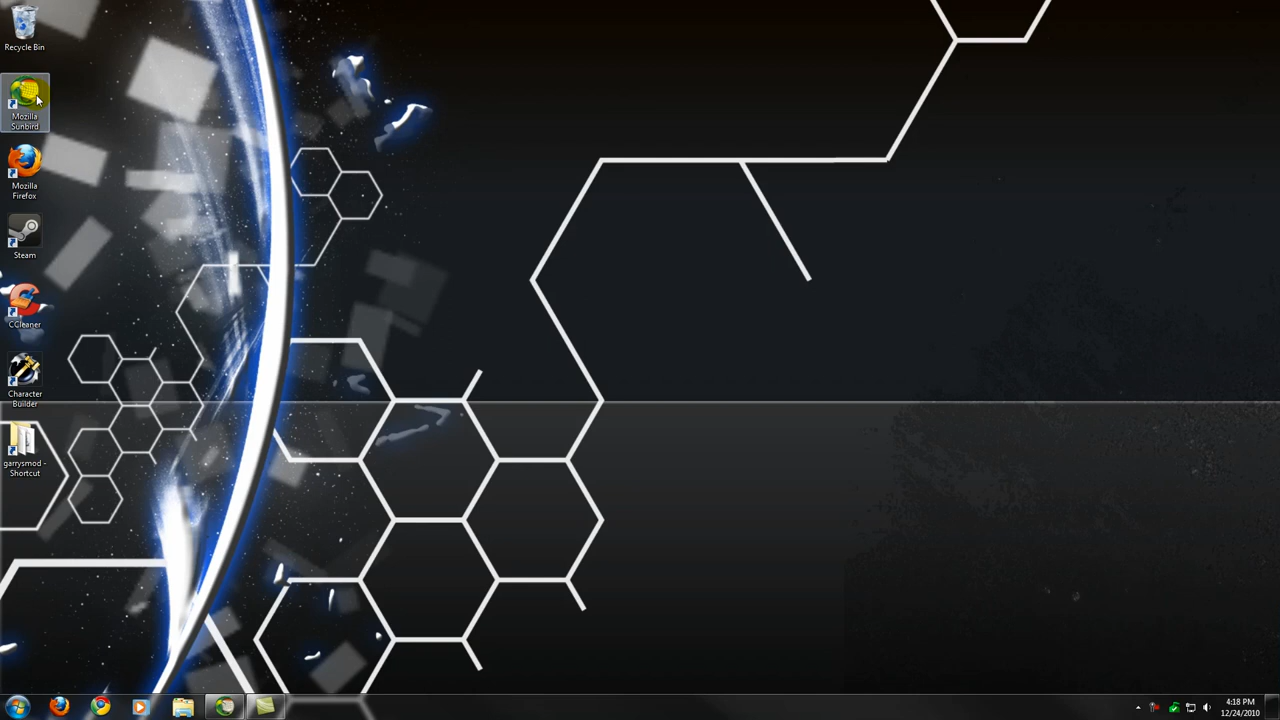 Recycle Bin
Mozilla
Sunbird
Mozilla
Firefox
Steam
CCleaner
Character
Builder
garrysmod -
Shortcut
4:18 PM
12/24/2010